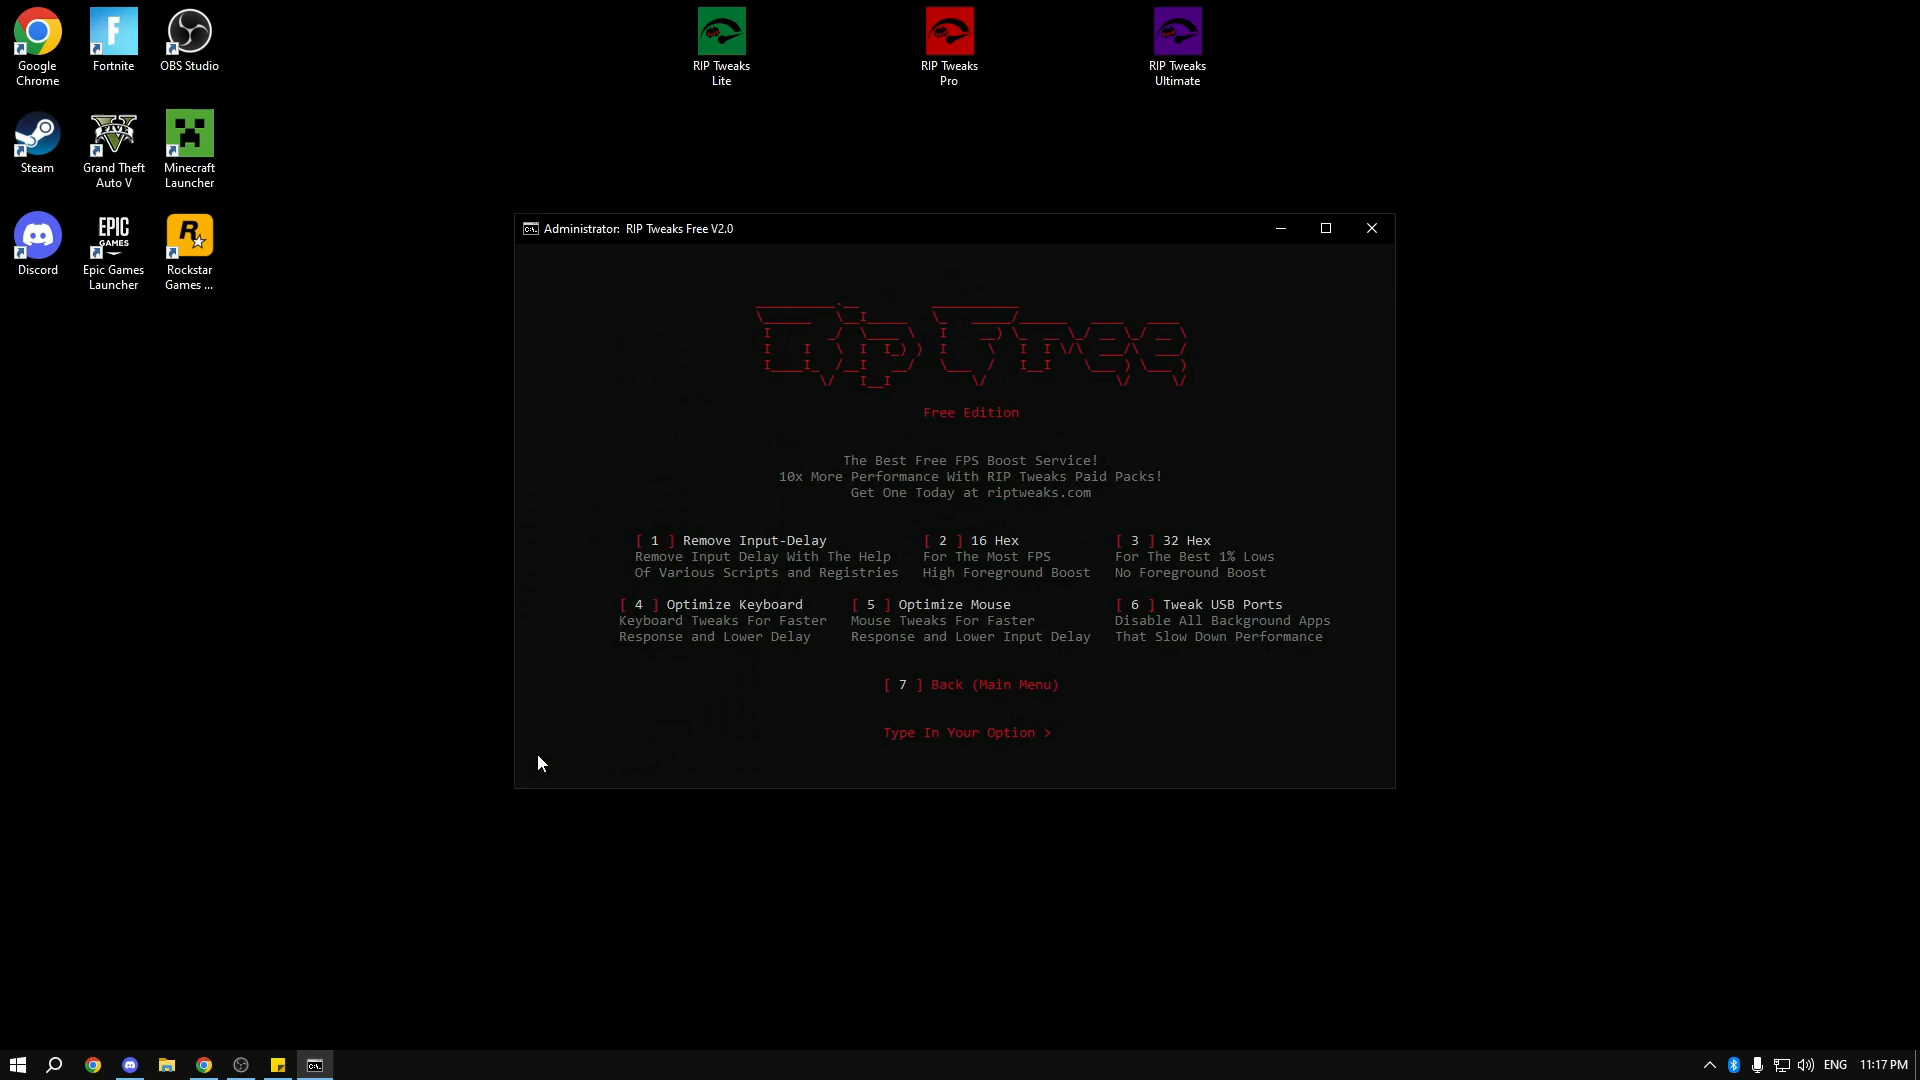 Google
Chrome
Fortnite
OBS Studio
RIP Tweaks
Lite
RIP Tweaks
Pro
RIP Tweaks
Ultimate
Steam
Grand Theft
Auto V
Minecraft
Launcher
Discord
Epic Games
Launcher
Rockstar
Games ...
FIVE
EPIC
GAMES
Administrator:  RIP Tweaks Free V2.0
Rip Free
Free Edition
The Best Free FPS Boost Service!
10x More Performance With RIP Tweaks Paid Packs!
Get One Today at riptweaks.com
[ 1 ] Remove Input-Delay
Remove Input Delay With The Help
Of Various Scripts and Registries
[ 2 ] 16 Hex
For The Most FPS
High Foreground Boost
[ 3 ] 32 Hex
For The Best 1% Lows
No Foreground Boost
[ 4 ] Optimize Keyboard
Keyboard Tweaks For Faster
Response and Lower Delay
[ 5 ] Optimize Mouse
Mouse Tweaks For Faster
Response and Lower Input Delay
[ 6 ] Tweak USB Ports
Disable All Background Apps
That Slow Down Performance
[ 7 ] Back (Main Menu)
Type In Your Option >
ENG
11:17 PM